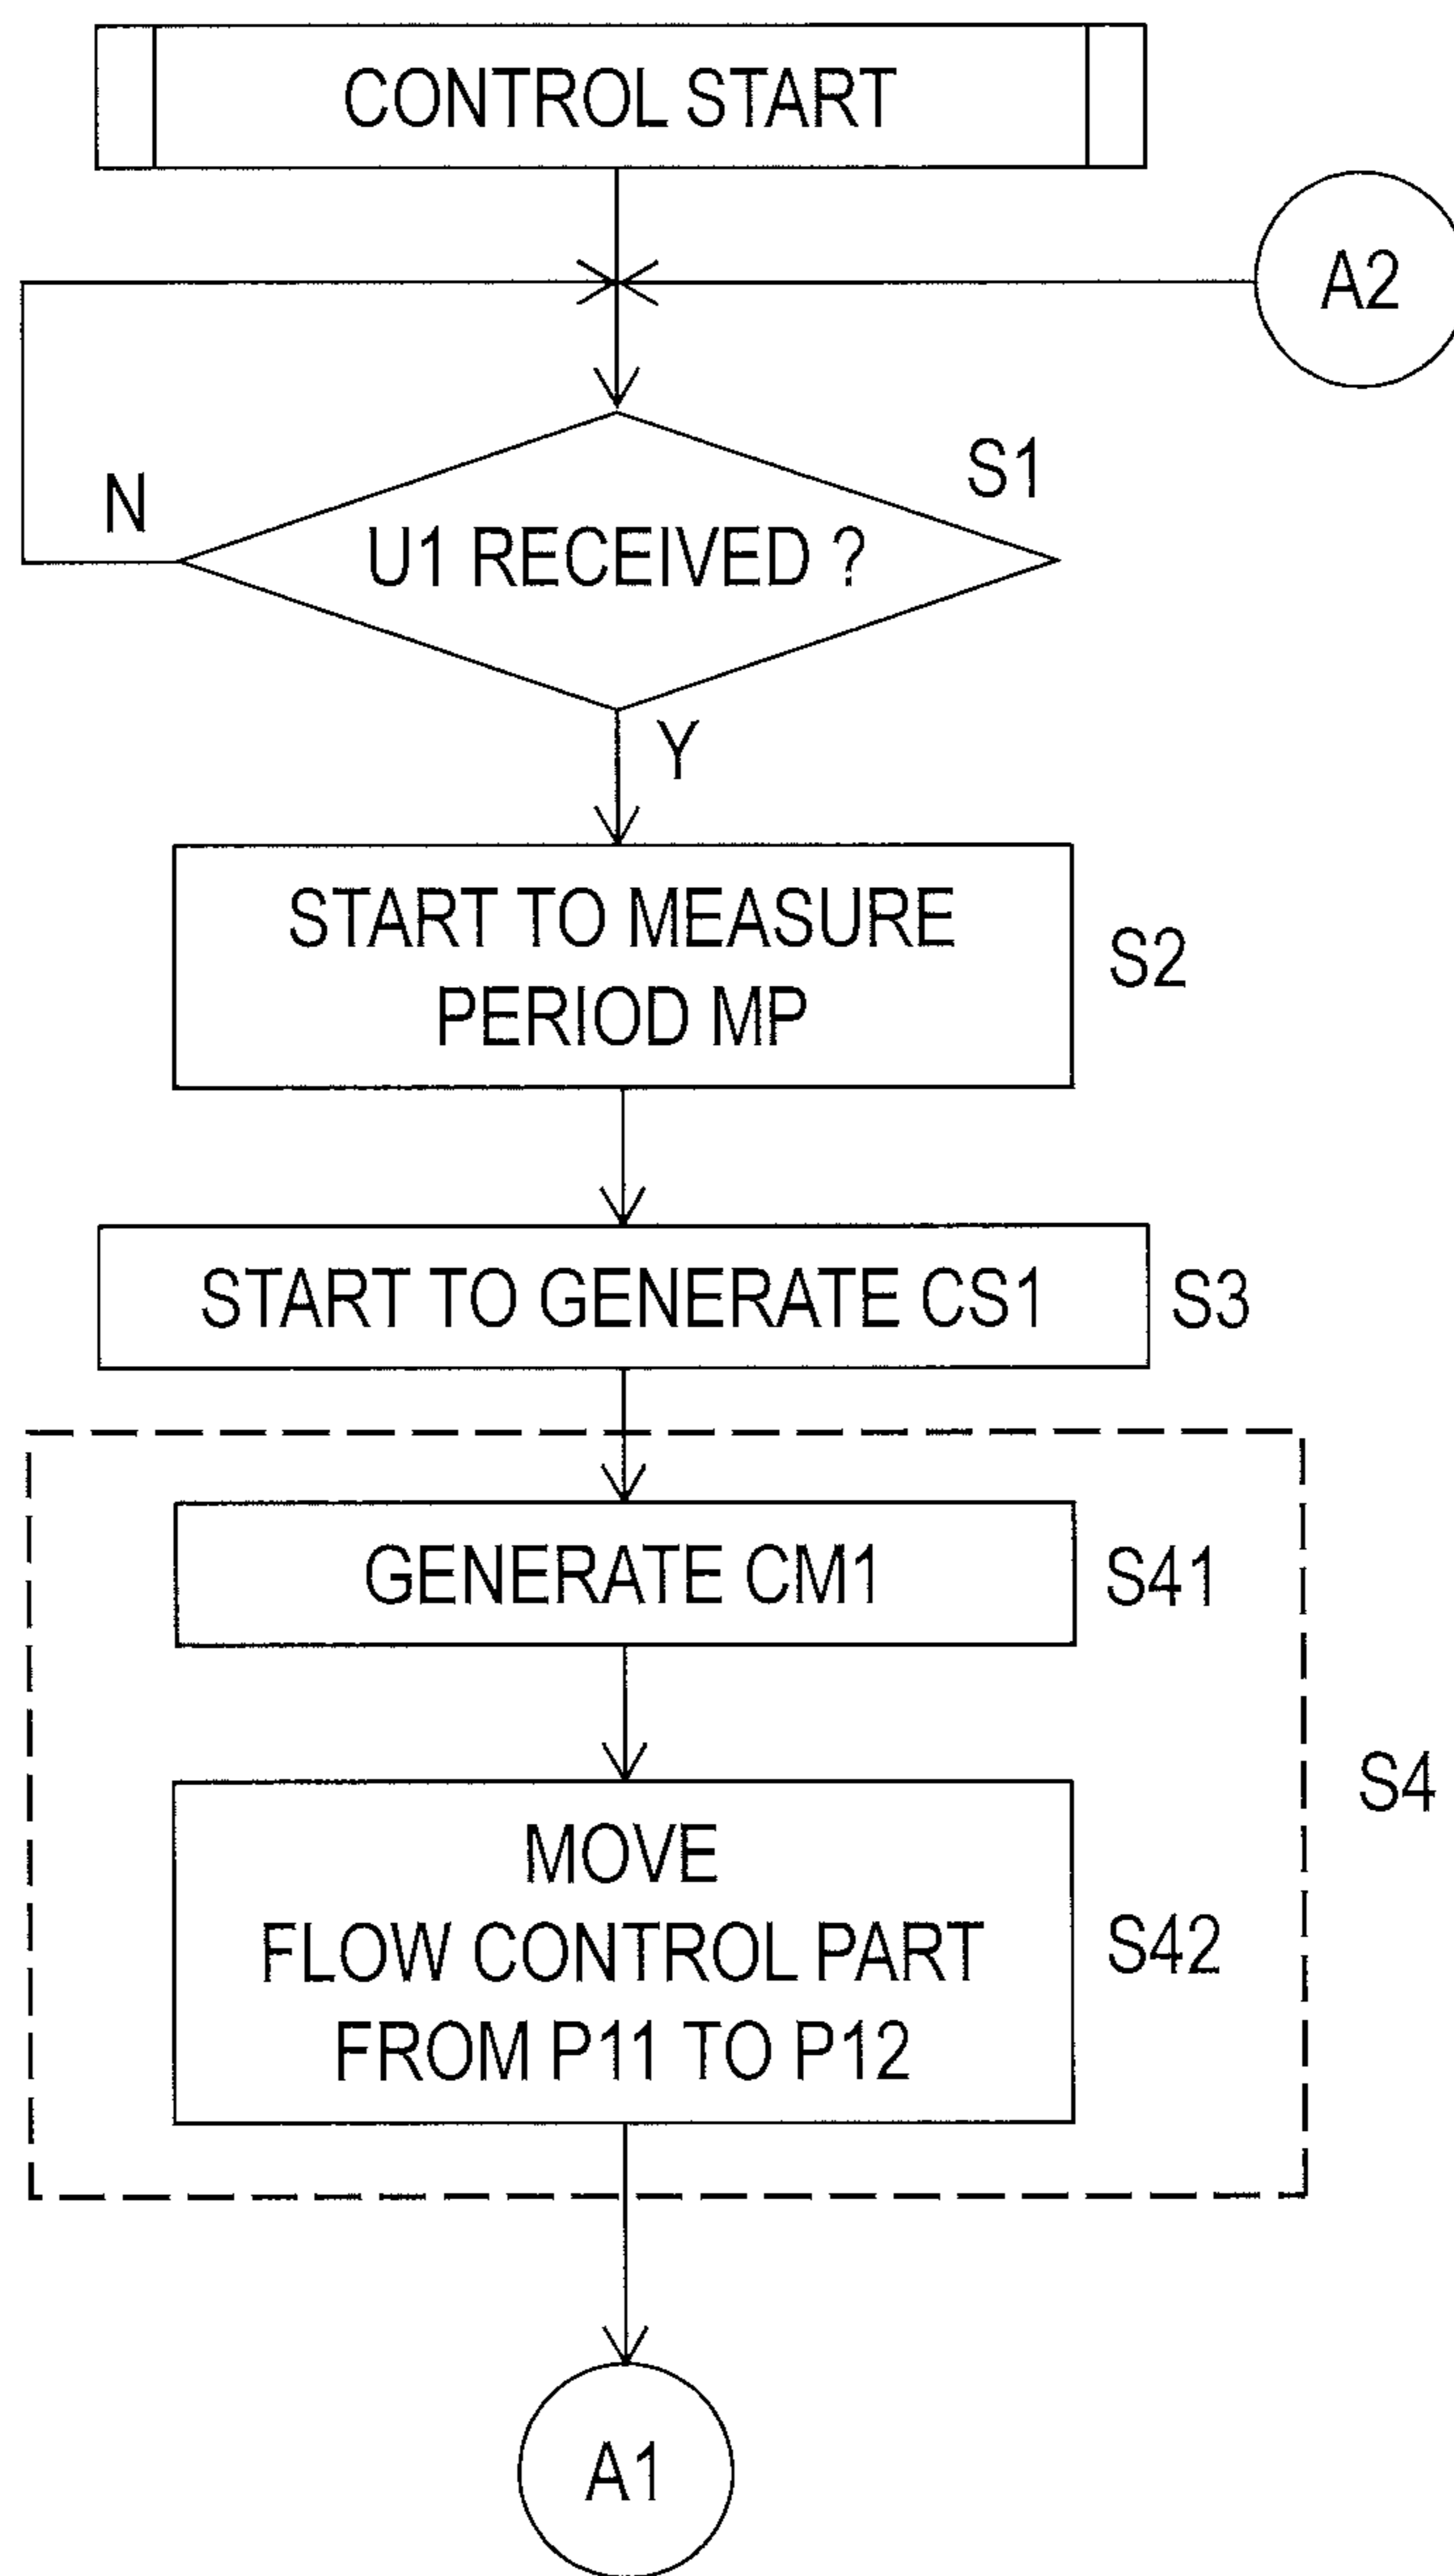 CONTROL START
A2
S1
N
U1 RECEIVED ?
Y
START TO MEASURE
PERIOD MP
S2
START TO GENERATE CS1
S3
GENERATE CM1
S41
S4
MOVE
FLOW CONTROL PART
FROM P11 TO P12
S42
A1